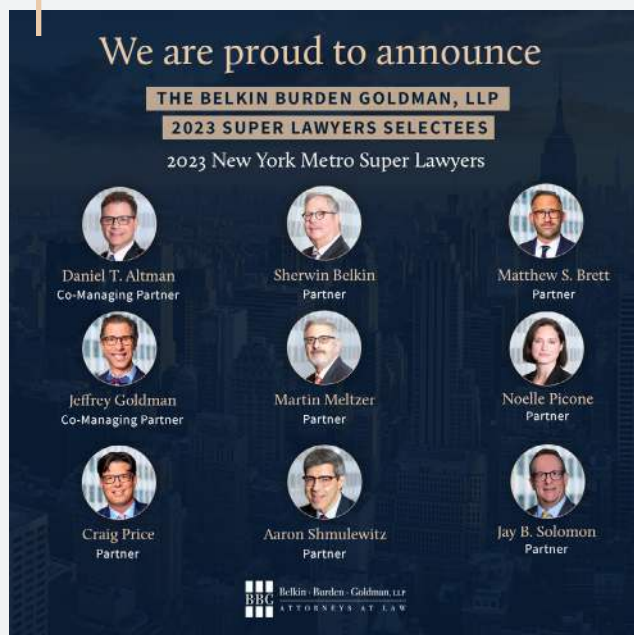 We are proud to announce
THE BELKIN BURDEN GOLDMAN, LLP
2023 SUPER LAWYERS SELECTEES
2023 New York Metro Super Lawyers
Daniel T. Altman
Co-Managing Partner
Sherwin Belkin
Partner
Matthew S. Brett
Partner
Jeffrey Goldman
Co-Managing Partner
Martin Meltzer
Partner
Noelle Picone
Partner
Craig Price
Partner
Aaron Shmulewitz
Partner
Jay B. Solomon
Partner
BBG
Belkin · Burden · Goldman, LLP
ATTORNEYS AT LAW